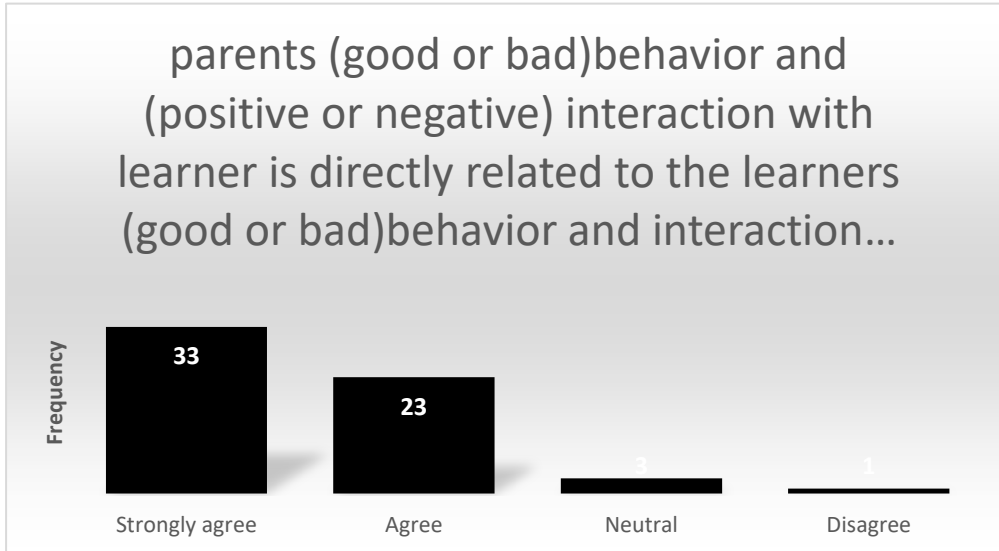 parents (good or bad)behavior and
(positive or negative) interaction with
learner is directly related to the learners
(good or bad)behavior and interaction…
Frequency
33
23
3
1
Strongly agree
Agree
Neutral
Disagree